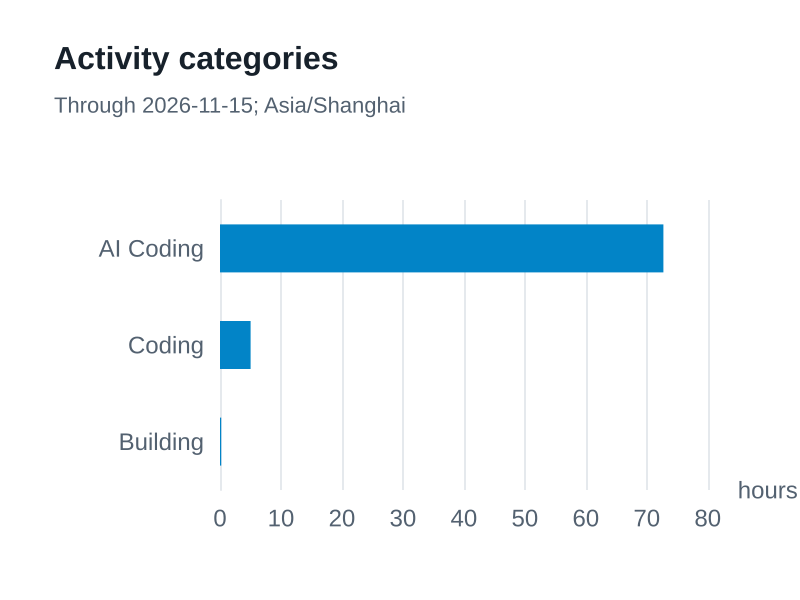 Activity categories
Through 2026-11-15; Asia/Shanghai
AI Coding
Coding
Building
hours
0 10 20 30 40 50 60 70 80